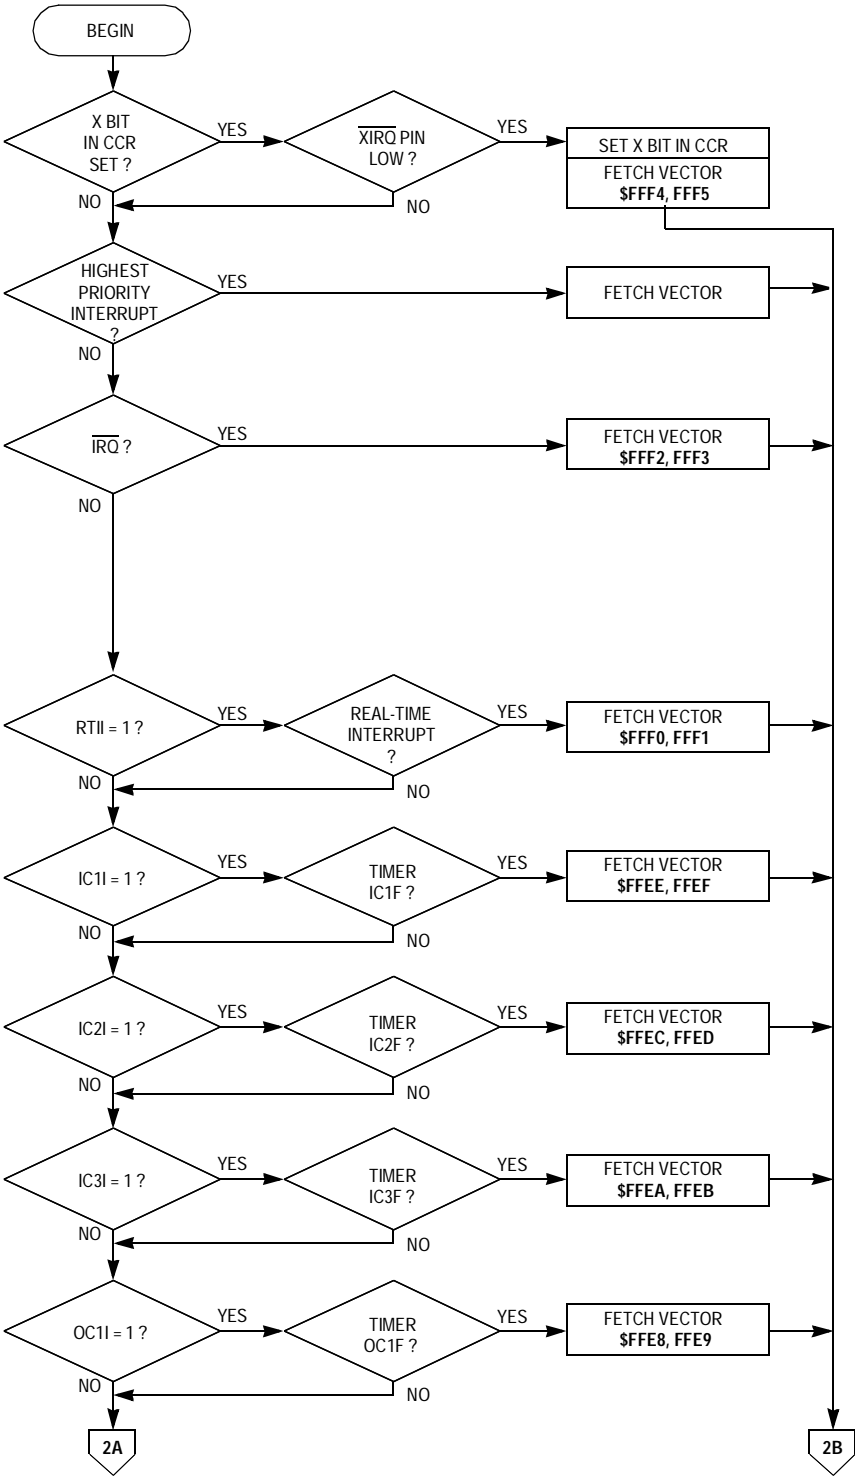 BEGIN
X BIT
IN CCR
SET ?
YES
XIRQ PIN
LOW ?
YES
SET X BIT IN CCR
FETCH VECTOR
$FFF4, FFF5
NO
NO
HIGHEST
PRIORITY
INTERRUPT
?
YES
FETCH VECTOR
NO
IRQ ?
YES
FETCH VECTOR
$FFF2, FFF3
NO
RTII = 1 ?
YES
REAL-TIME
INTERRUPT
?
YES
FETCH VECTOR
$FFF0, FFF1
NO
NO
IC1I = 1 ?
YES
TIMER
IC1F ?
YES
FETCH VECTOR
$FFEE, FFEF
NO
NO
IC2I = 1 ?
YES
TIMER
IC2F ?
YES
FETCH VECTOR
$FFEC, FFED
NO
NO
IC3I = 1 ?
YES
TIMER
IC3F ?
YES
FETCH VECTOR
$FFEA, FFEB
NO
NO
OC1I = 1 ?
YES
TIMER
OC1F ?
YES
FETCH VECTOR
$FFE8, FFE9
NO
NO
2A
2B